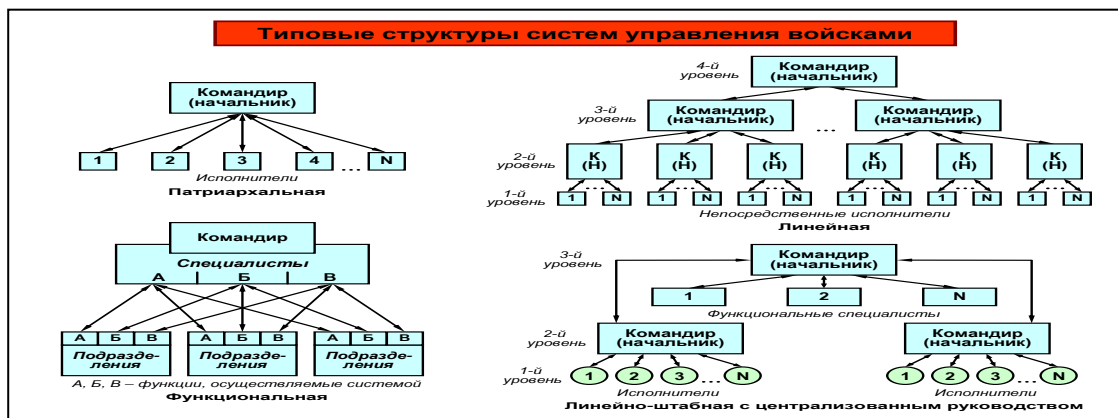 Типовые структуры систем управления войсками
Командир
(начальник)
1 2 3 4 ... N
Исполнители
Патриархальная
4-й
уровень
Командир
(начальник)
3-й
уровень
Командир
(начальник)
...
Командир
(начальник)
2-й
уровень
К
(Н)
К
(Н)
К
(Н)
К
(Н)
К
(Н)
К
(Н)
1-й
уровень
1 N 1 N 1 N 1 N 1 N 1 N
Непосредственные исполнители
Линейная
Командир
Специалисты
А Б В
А Б В А Б В А Б В
Подразде-
ления
Подразде-
ления
Подразде-
ления
А, Б, В – функции, осуществляемые системой
Функциональная
3-й
уровень
Командир
(начальник)
1 2 N
Функциональные специалисты
2-й
уровень
Командир
(начальник)
Командир
(начальник)
1-й
уровень
1 2 3 ... N
1 2 3 ... N
Исполнители
Исполнители
Линейно-штабная с централизованным руководством